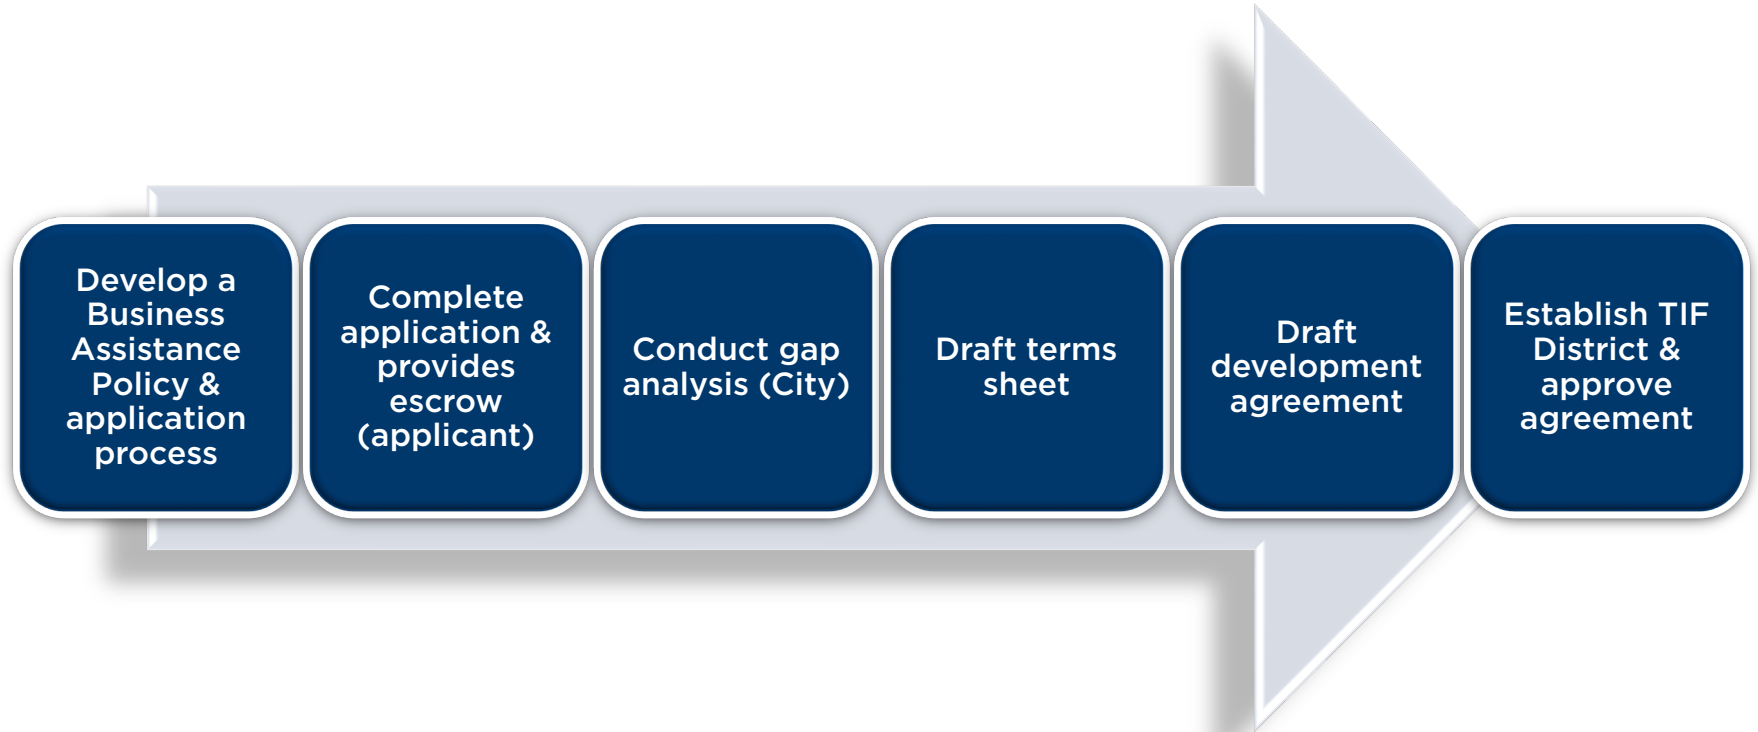 Develop a
Business
Assistance
Policy &
application
process
Complete
application &
provides
escrow
(applicant)
Conduct gap
analysis (City)
Draft terms
sheet
Draft
development
agreement
Establish TIF
District &
approve
agreement